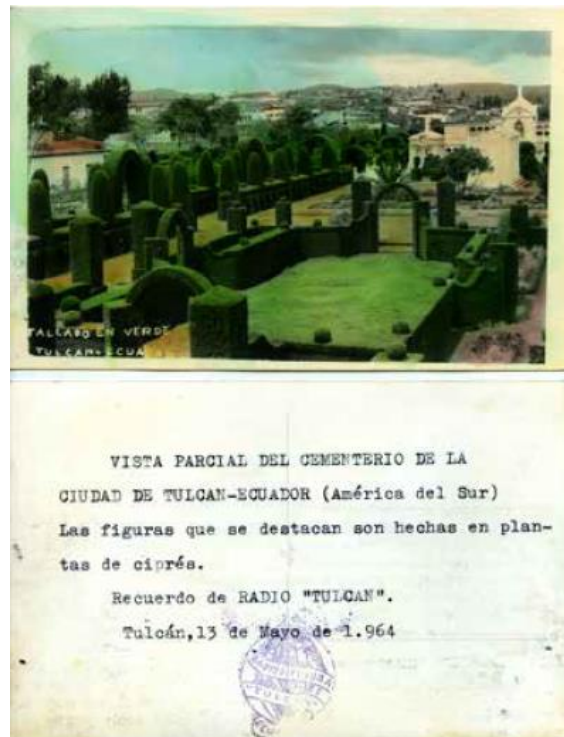 TALLADO EN VERDE
TULCAN-ECUA
VISTA PARCIAL DEL CEMENTERIO DE LA
CIUDAD DE TULCAN-ECUADOR (América del Sur)
Las figuras que se destacan son hechas en plan-
tas de ciprés.
Recuerdo de RADIO "TULCAN".
Tulcán,13 de Mayo de 1.964